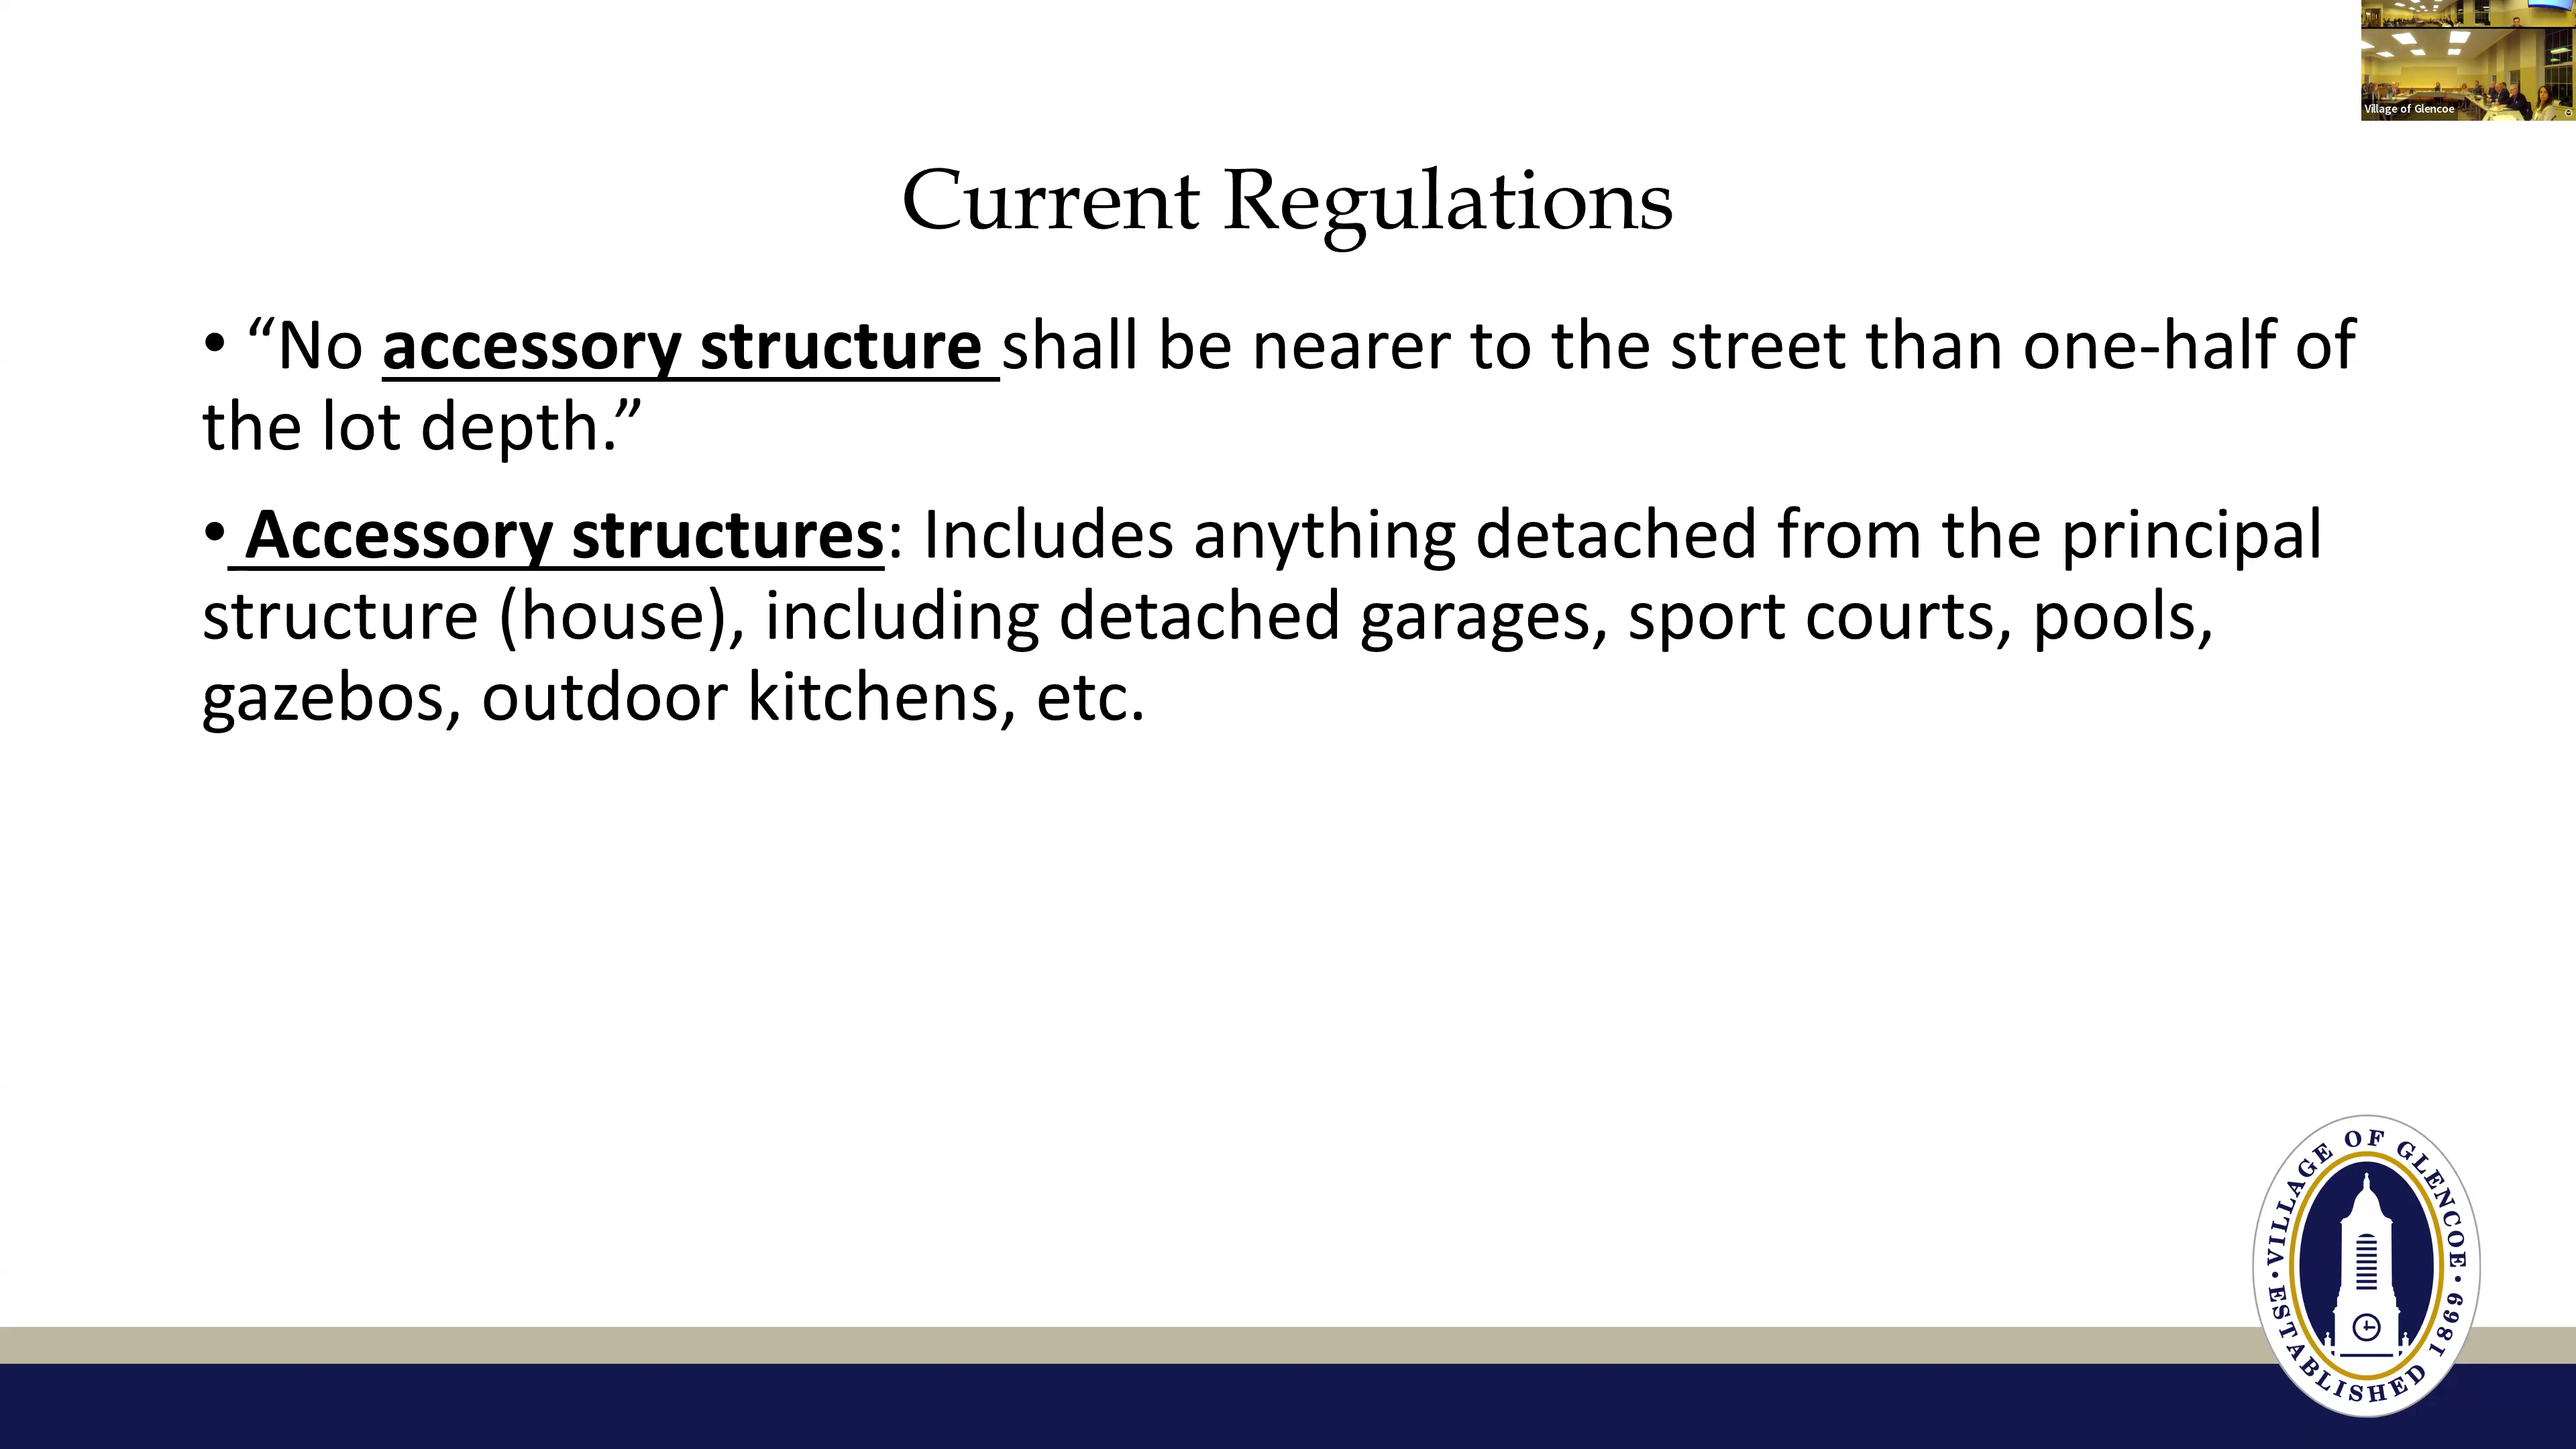 Village of Glencoe
Current Regulations
• “No accessory structure shall be nearer to the street than one-half of
the lot depth.”
• Accessory structures: Includes anything detached from the principal
structure (house), including detached garages, sport courts, pools,
gazebos, outdoor kitchens, etc.
VILLAGE OF GLENCOE
• ESTABLISHED 1869 •